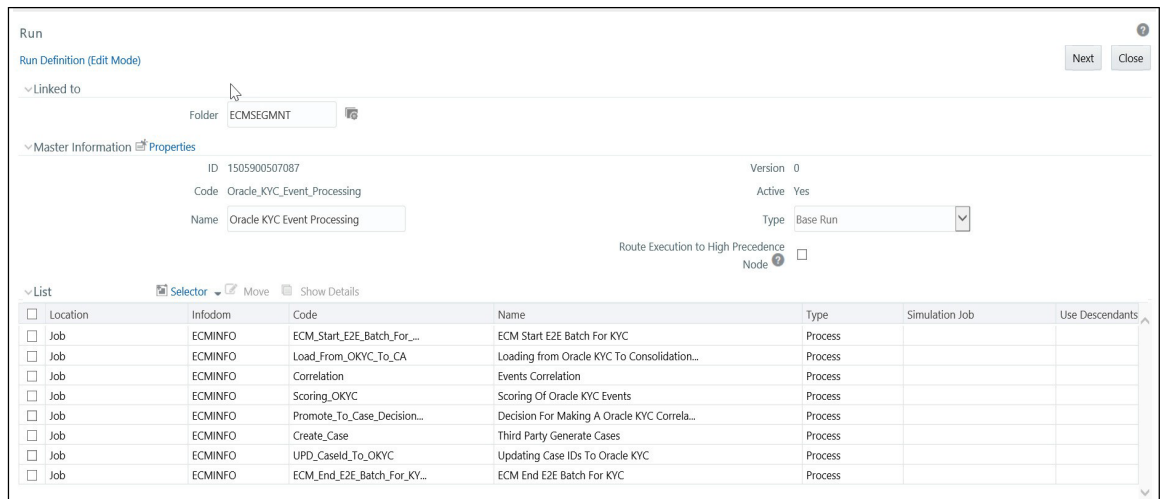 Run
Run Definition (Edit Mode)
Next Close
Linked to
Folder ECMSEGMNT
Master Information Properties
ID 1505900507087 Version 0
Code Oracle_KYC_Event_Processing Active Yes
Name Oracle KYC Event Processing Type Base Run
Route Execution to High Precedence
Node
List Selector Move Show Details
Location Infodom Code Name Type Simulation Job Use Descendants
Job ECMINFO ECM_Start_E2E_Batch_For_... ECM Start E2E Batch For KYC Process
Job ECMINFO Load_From_OKYC_To_CA Loading from Oracle KYC To Consolidation... Process
Job ECMINFO Correlation Events Correlation Process
Job ECMINFO Scoring_OKYC Scoring Of Oracle KYC Events Process
Job ECMINFO Promote_To_Case_Decision... Decision For Making A Oracle KYC Correla... Process
Job ECMINFO Create_Case Third Party Generate Cases Process
Job ECMINFO UPD_CaseId_To_OKYC Updating Case IDs To Oracle KYC Process
Job ECMINFO ECM_End_E2E_Batch_For_KY... ECM End E2E Batch For KYC Process